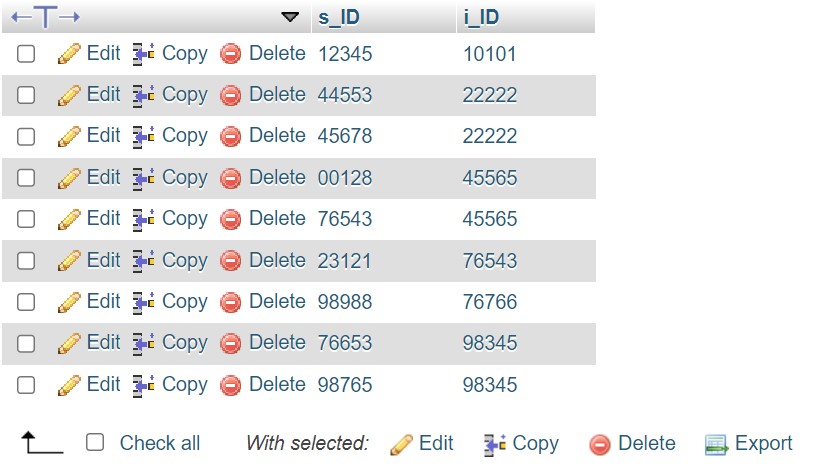 s_ID i_ID
Edit Copy Delete 12345 10101
Edit Copy Delete 44553 22222
Edit Copy Delete 45678 22222
Edit Copy Delete 00128 45565
Edit Copy Delete 76543 45565
Edit Copy Delete 23121 76543
Edit Copy Delete 98988 76766
Edit Copy Delete 76653 98345
Edit Copy Delete 98765 98345
Check all With selected: Edit Copy Delete Export